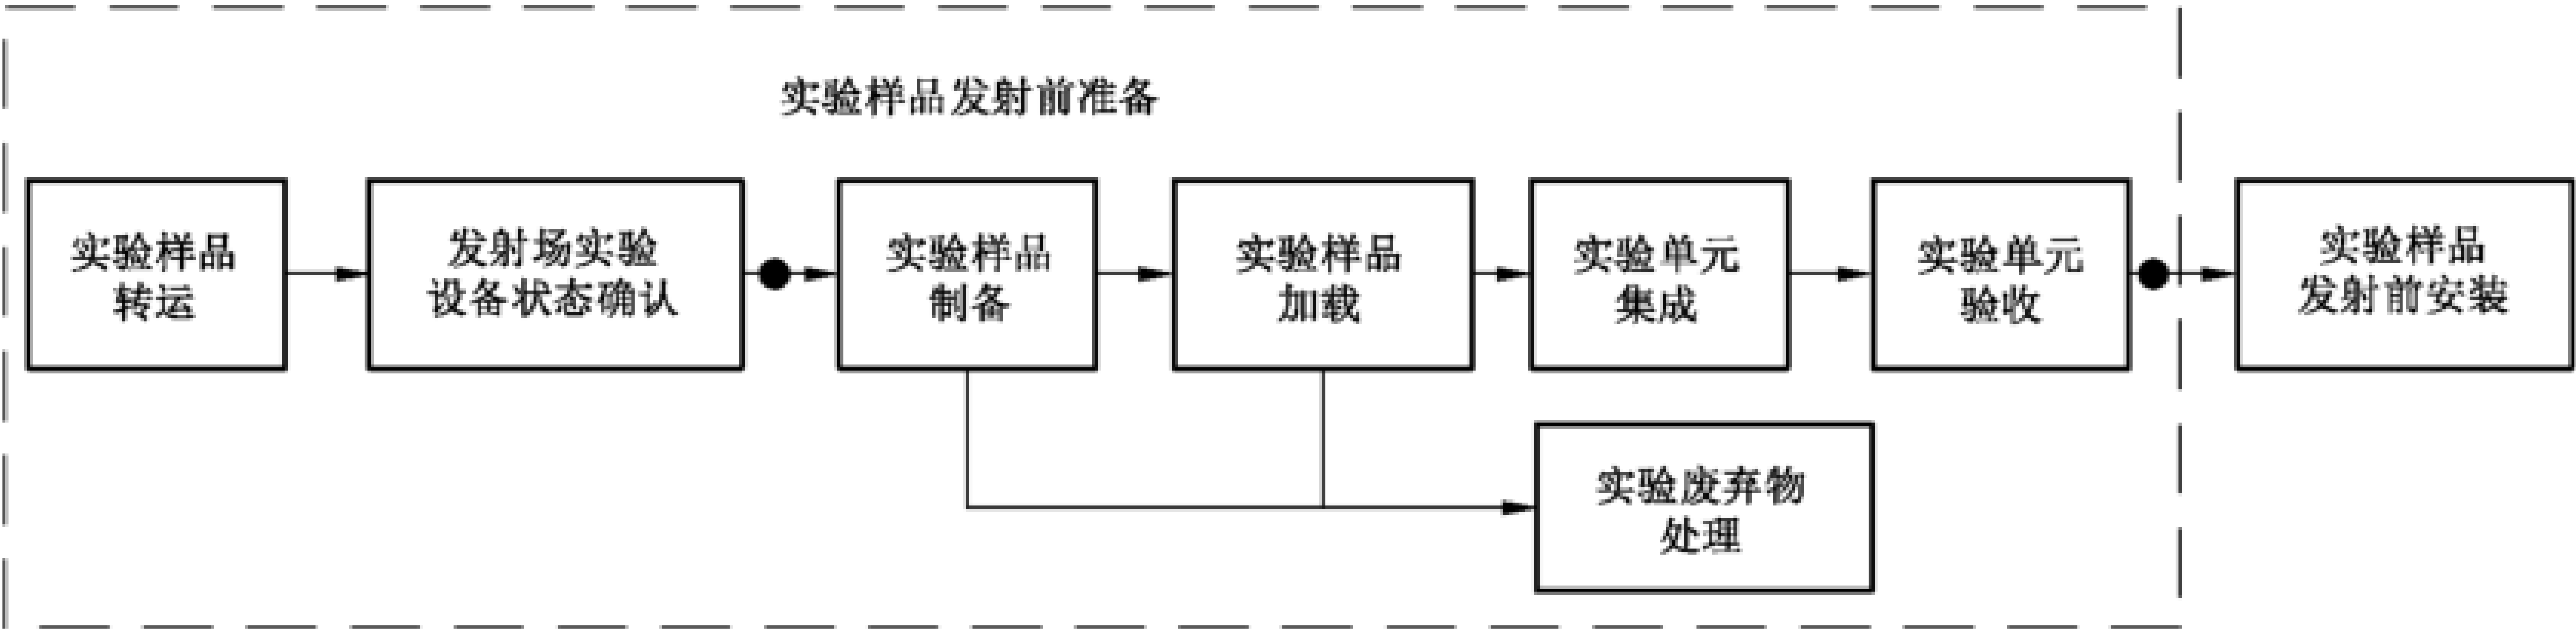 实验样品发射前准备
实验样品
转运
发射场实验
设备状态确认
实验样品
制备
实验样品
加载
实验单元
集成
实验单元
验收
实验样品
发射前安装
实验废弃物
处理